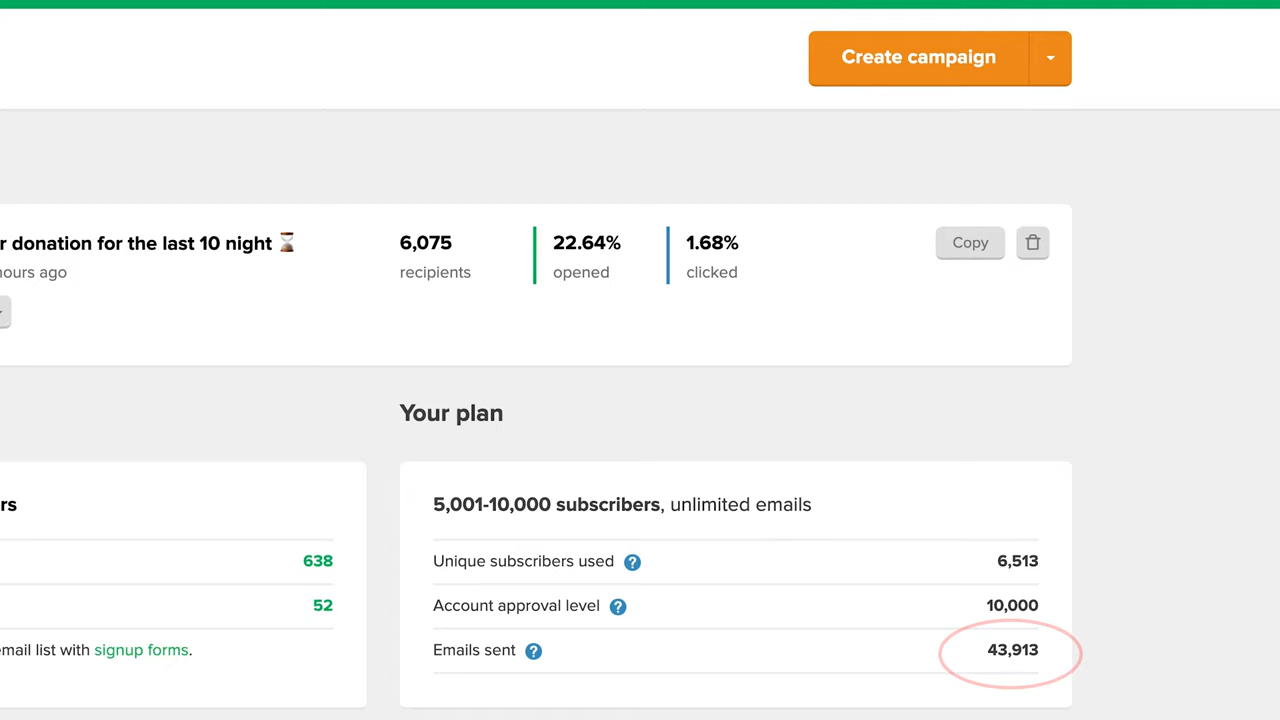 Create campaign
r donation for the last 10 night ⌛
6,075
22.64%
1.68%
Copy
ours ago
recipients
opened
clicked
Your plan
rs
5,001-10,000 subscribers, unlimited emails
638
Unique subscribers used ?
6,513
52
Account approval level ?
10,000
mail list with signup forms.
Emails sent ?
43,913